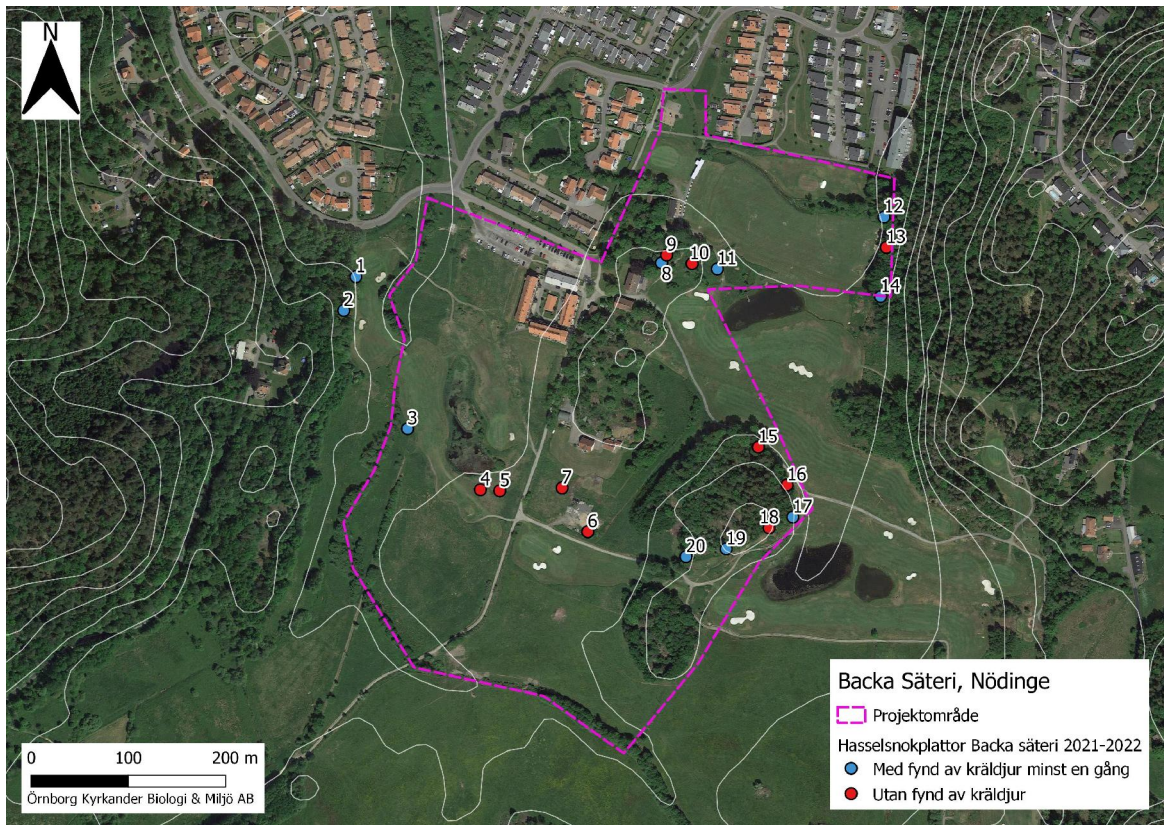 N
12
13
9
10
11
8
1
14
2
3
15
4
5
7
16
17
6
18
19
20
Backa Säteri, Nödinge
Projektområde
Hasselsnokplattor Backa säteri 2021-2022
Med fynd av kräldjur minst en gång
Utan fynd av kräldjur
0 100 200 m
Örnborg Kyrkander Biologi & Miljö AB